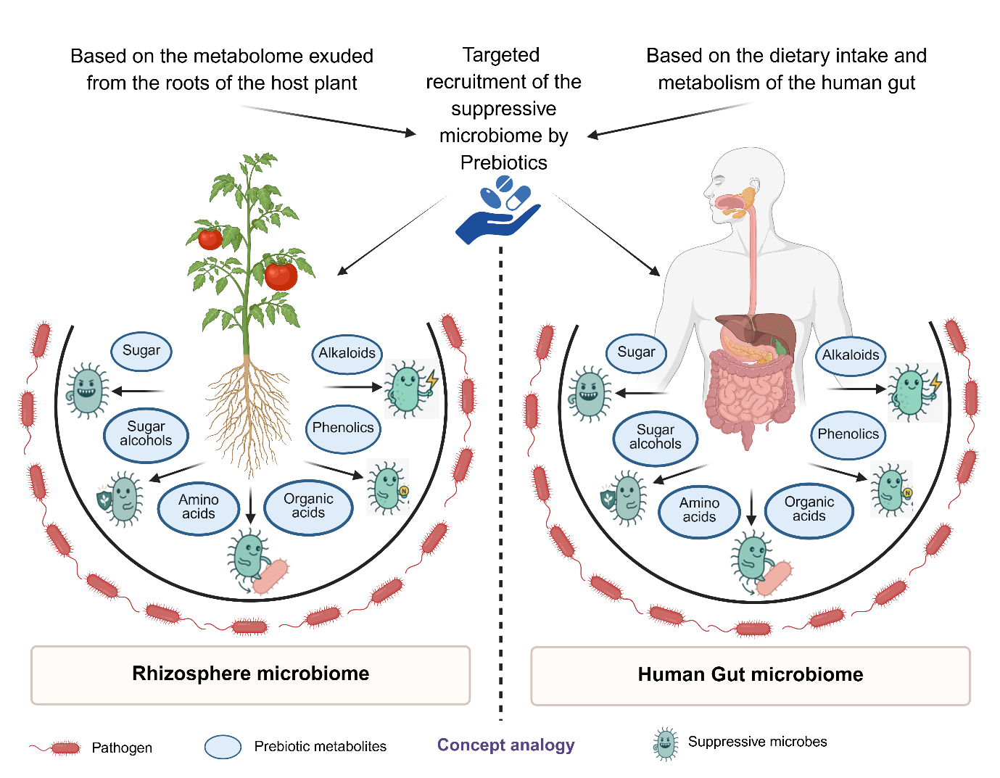 Based on the metabolome exuded
from the roots of the host plant
Targeted
recruitment of the
suppressive
microbiome by
Prebiotics
Based on the dietary intake and
metabolism of the human gut
Sugar
Alkaloids
Sugar
alcohols
Phenolics
Amino
acids
Organic
acids
N
Sugar
Alkaloids
Sugar
alcohols
Phenolics
Amino
acids
Organic
acids
N
Rhizosphere microbiome
Human Gut microbiome
Pathogen
Prebiotic metabolites
Concept analogy
Suppressive microbes